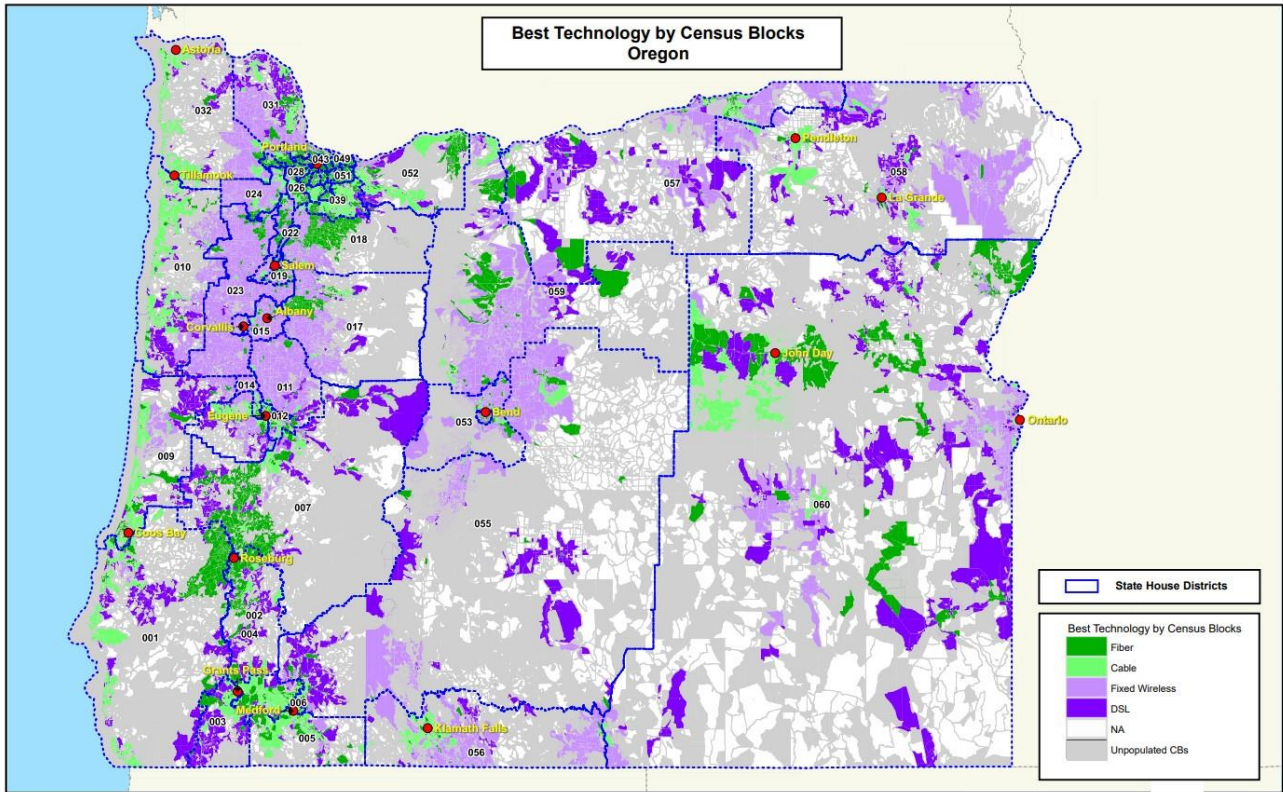 Best Technology by Census Blocks
Oregon
Astoria
032
031
Portland
043
049
028
051
026
052
039
Tillamook
024
022
018
010
Salem
019
023
Albany
Corvallis
015
017
014
011
Eugene
012
009
007
Coos Bay
Roseburg
002
004
001
Grants Pass
Medford
006
003
005
Klamath Falls
056
055
053
Bend
059
057
Pendleton
058
La Grande
John Day
Ontario
060
State House Districts
Best Technology by Census Blocks
Fiber
Cable
Fixed Wireless
DSL
NA
Unpopulated CBs